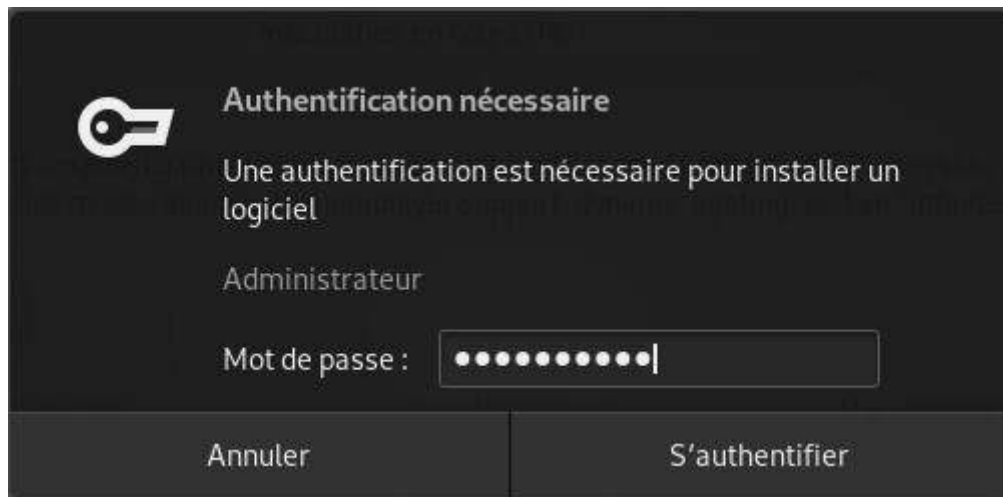 Authentification nécessaire
Une authentification est nécessaire pour installer un
logiciel
Administrateur
Mot de passe : ●●●●●●●●●●
Annuler
S’authentifier